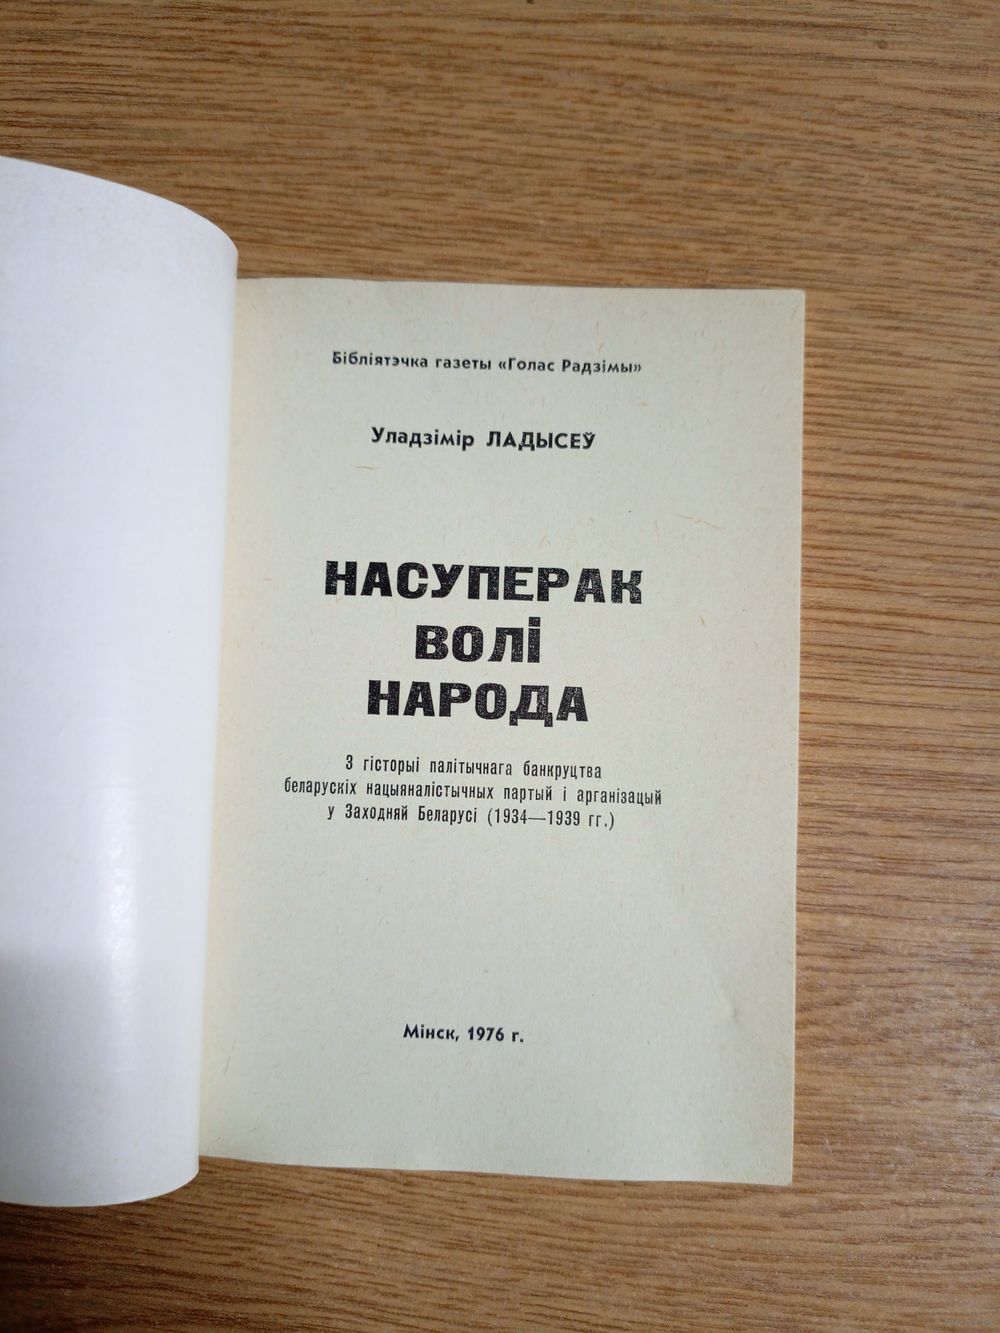 Бібліятэчка газеты «Голас Радзімы»
Уладзімір ЛАДЫСЕЎ
НАСУПЕРАК
ВОЛІ
НАРОДА
З гісторыі палітычнага банкруцтва
беларускіх нацыяналістычных партый і арганізацый
у Заходняй Беларусі (1934—1939 гг.)
Мінск, 1976 г.